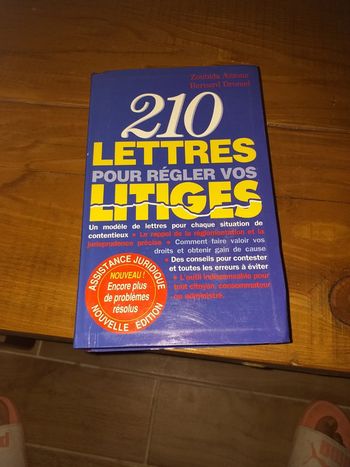 Zoubida Azzouz
Bernard Drouet
210
LETTRES
POUR RÉGLER VOS
LITIGES
Un modèle de lettres pour chaque situation de
contentieux • Le rappel de la réglementation et la
jurisprudence précise • Comment faire valoir vos
droits et obtenir gain de cause
• Des conseils pour contester
et toutes les erreurs à éviter
• L'outil indispensable pour
tout citoyen, consommateur
ou administré.
ASSISTANCE JURIDIQUE
NOUVEAU !
Encore plus
de problèmes
résolus
NOUVELLE ÉDITION